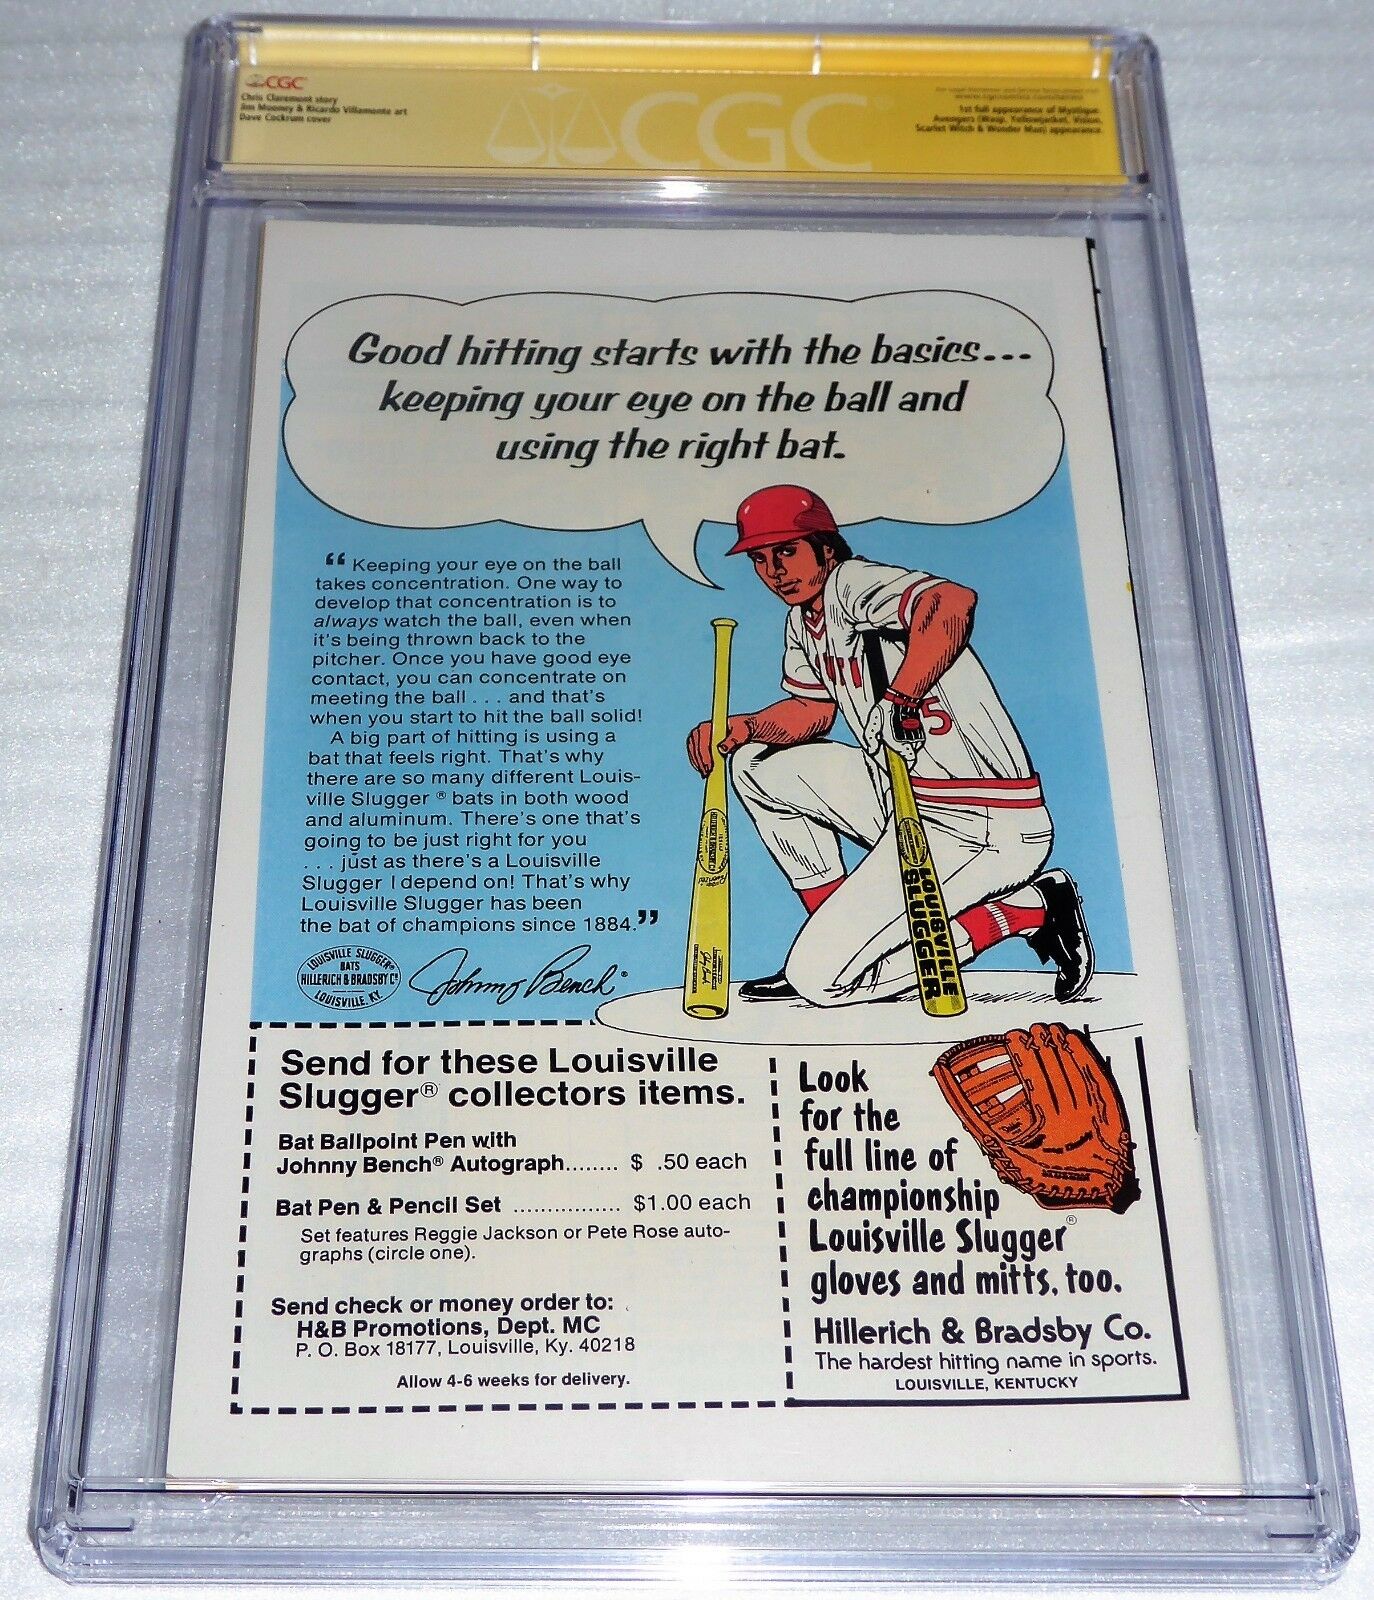 CGC
Chris Claremont story
Jim Mooney & Ricardo Villamonte art
Dave Cockrum cover
CGC
1st full appearance of Mystique.
Avengers (Wasp, Yellowjacket, Vision,
Scarlet Witch & Wonder Man) appearance.
Good hitting starts with the basics...
keeping your eye on the ball and
using the right bat.
“ Keeping your eye on the ball
takes concentration. One way to
develop that concentration is to
always watch the ball, even when
it's being thrown back to the
pitcher. Once you have good eye
contact, you can concentrate on
meeting the ball . . . and that's
when you start to hit the ball solid!
A big part of hitting is using a
bat that feels right. That's why
there are so many different Louis-
ville Slugger ® bats in both wood
and aluminum. There's one that's
going to be just right for you
. . . just as there's a Louisville
Slugger I depend on! That's why
Louisville Slugger has been
the bat of champions since 1884.”
LOUISVILLE SLUGGER®
BATS
HILLERICH & BRADSBY Co
LOUISVILLE, KY.
Johnny Bench®
5
LOUISVILLE
SLUGGER
Send for these Louisville
Slugger® collectors items.
Bat Ballpoint Pen with
Johnny Bench® Autograph........ $ .50 each
Bat Pen & Pencil Set ................ $1.00 each
Set features Reggie Jackson or Pete Rose auto-
graphs (circle one).
Send check or money order to:
H&B Promotions, Dept. MC
P. O. Box 18177, Louisville, Ky. 40218
Allow 4-6 weeks for delivery.
Look
for the
full line of
championship
Louisville Slugger®
gloves and mitts, too.
Hillerich & Bradsby Co.
The hardest hitting name in sports.
LOUISVILLE, KENTUCKY